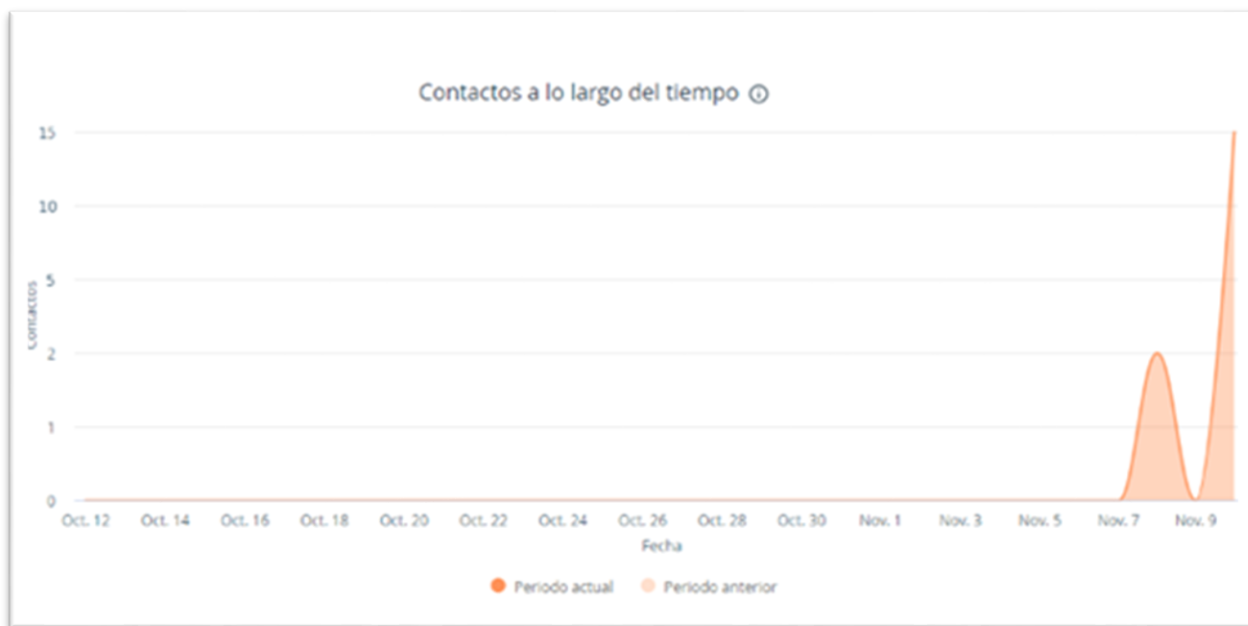 Contactos a lo largo del tiempo
15
10
5
2
1
0
Contactos
Oct. 12 Oct. 14 Oct. 16 Oct. 18 Oct. 20 Oct. 22 Oct. 24 Oct. 26 Oct. 28 Oct. 30 Nov. 1 Nov. 3 Nov. 5 Nov. 7 Nov. 9
Fecha
Periodo actual Periodo anterior